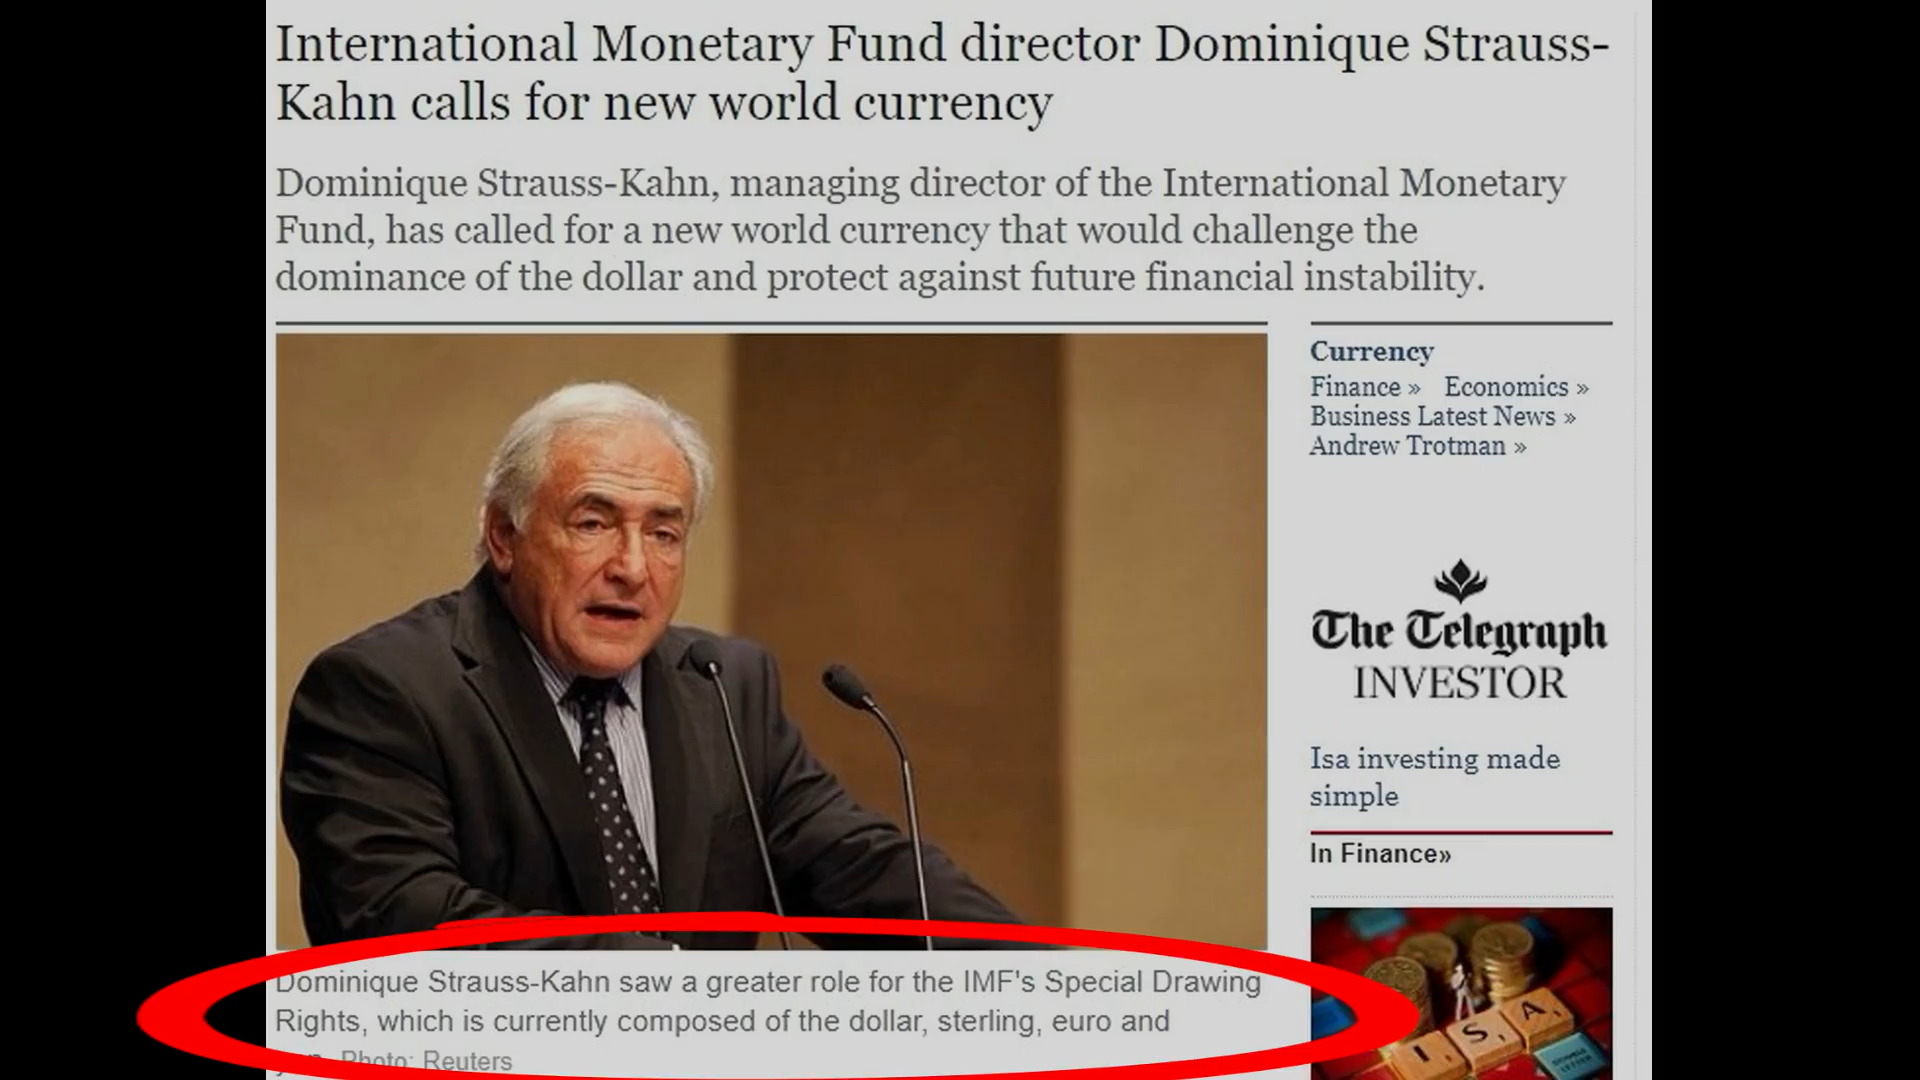 International Monetary Fund director Dominique Strauss-
Kahn calls for new world currency
Dominique Strauss-Kahn, managing director of the International Monetary
Fund, has called for a new world currency that would challenge the
dominance of the dollar and protect against future financial instability.
Currency
Finance » Economics »
Business Latest News »
Andrew Trotman »
The Telegraph
INVESTOR
Isa investing made
simple
In Finance»
I S A
Dominique Strauss-Kahn saw a greater role for the IMF's Special Drawing
Rights, which is currently composed of the dollar, sterling, euro and
Photo: Reuters